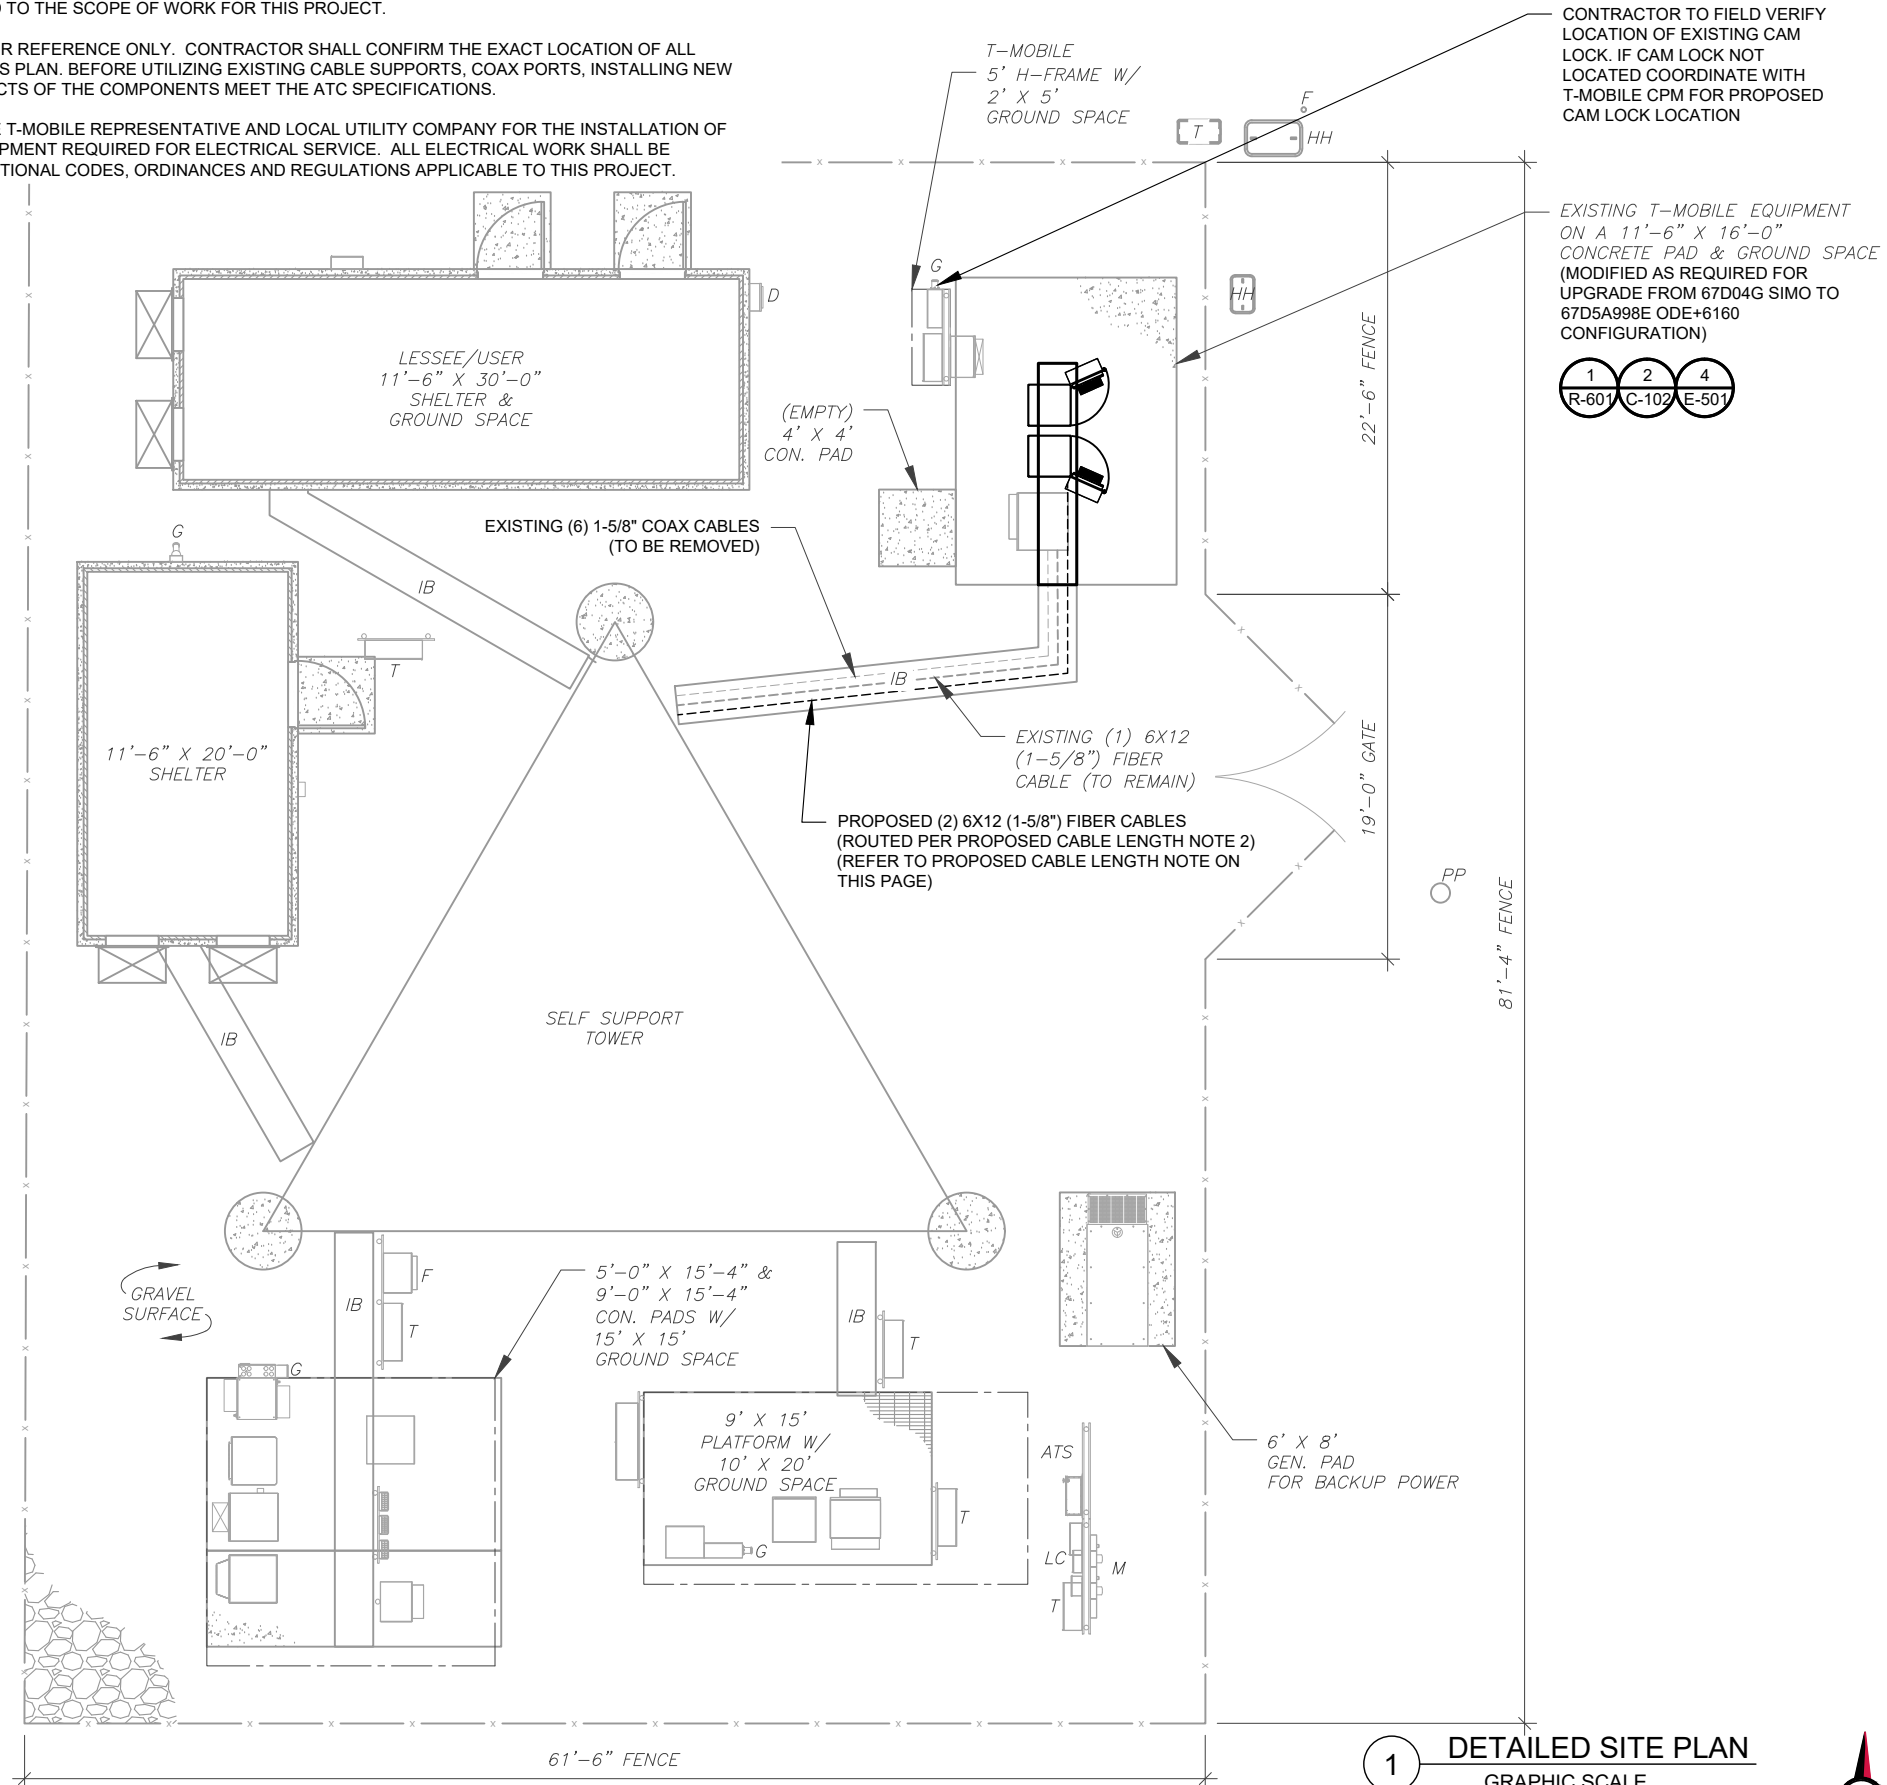 TO THE SCOPE OF WORK FOR THIS PROJECT.
R REFERENCE ONLY. CONTRACTOR SHALL CONFIRM THE EXACT LOCATION OF ALL
S PLAN. BEFORE UTILIZING EXISTING CABLE SUPPORTS, COAX PORTS, INSTALLING NEW
CTS OF THE COMPONENTS MEET THE ATC SPECIFICATIONS.
T-MOBILE REPRESENTATIVE AND LOCAL UTILITY COMPANY FOR THE INSTALLATION OF
PMENT REQUIRED FOR ELECTRICAL SERVICE. ALL ELECTRICAL WORK SHALL BE
TIONAL CODES, ORDINANCES AND REGULATIONS APPLICABLE TO THIS PROJECT.
T-MOBILE
5' H-FRAME W/
2' X 5'
GROUND SPACE
CONTRACTOR TO FIELD VERIFY
LOCATION OF EXISTING CAM
LOCK. IF CAM LOCK NOT
LOCATED COORDINATE WITH
T-MOBILE CPM FOR PROPOSED
CAM LOCK LOCATION
F
T
HH
EXISTING T-MOBILE EQUIPMENT
ON A 11'-6" X 16'-0"
CONCRETE PAD & GROUND SPACE
(MODIFIED AS REQUIRED FOR
UPGRADE FROM 67D04G SIMO TO
67D5A998E ODE+6160
CONFIGURATION)
1
R-601
2
C-102
4
E-501
G
D
HH
LESSEE/USER
11'-6" X 30'-0"
SHELTER &
GROUND SPACE
22'-6" FENCE
(EMPTY)
4' X 4'
CON. PAD
EXISTING (6) 1-5/8" COAX CABLES
(TO BE REMOVED)
G
IB
T
IB
11'-6" X 20'-0"
SHELTER
EXISTING (1) 6X12
(1-5/8") FIBER
CABLE (TO REMAIN)
19'-0" GATE
PROPOSED (2) 6X12 (1-5/8") FIBER CABLES
(ROUTED PER PROPOSED CABLE LENGTH NOTE 2)
(REFER TO PROPOSED CABLE LENGTH NOTE ON
THIS PAGE)
PP
81'-4" FENCE
SELF SUPPORT
TOWER
IB
GRAVEL
SURFACE
F
IB
T
5'-0" X 15'-4" &
9'-0" X 15'-4"
CON. PADS W/
15' X 15'
GROUND SPACE
IB
T
G
9' X 15'
PLATFORM W/
10' X 20'
GROUND SPACE
ATS
6' X 8'
GEN. PAD
FOR BACKUP POWER
T
G
LC
M
T
61'-6" FENCE
1
DETAILED SITE PLAN
GRAPHIC SCALE